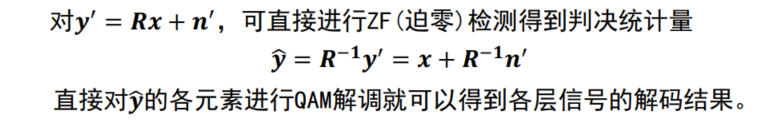 对y′ = Rx + n′，可直接进行ZF(迫零)检测得到判决统计量
ŷ = R⁻¹y′ = x + R⁻¹n′
直接对ŷ的各元素进行QAM解调就可以得到各层信号的解码结果。